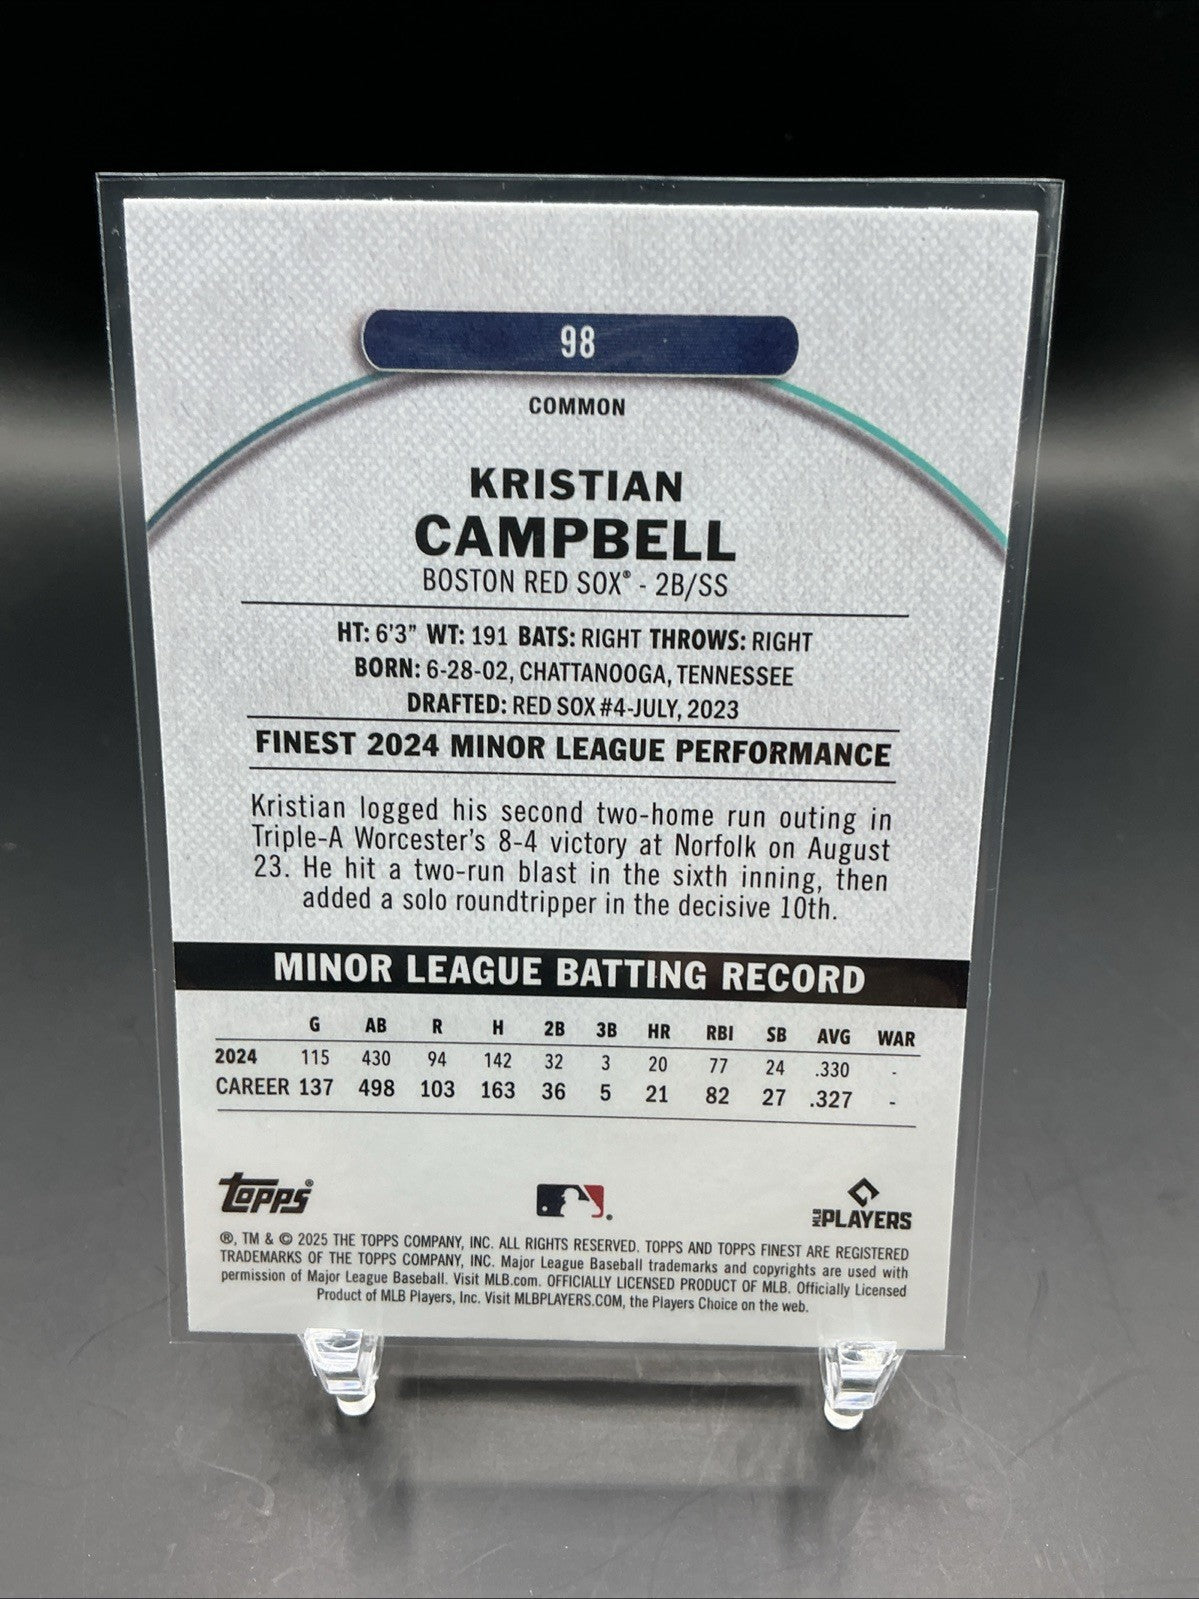 98
COMMON
KRISTIAN
CAMPBELL
BOSTON RED SOX® - 2B/SS
HT: 6'3" WT: 191 BATS: RIGHT THROWS: RIGHT
BORN: 6-28-02, CHATTANOOGA, TENNESSEE
DRAFTED: RED SOX #4-JULY, 2023
FINEST 2024 MINOR LEAGUE PERFORMANCE
Kristian logged his second two-home run outing in
Triple-A Worcester's 8-4 victory at Norfolk on August
23. He hit a two-run blast in the sixth inning, then
added a solo roundtripper in the decisive 10th.
MINOR LEAGUE BATTING RECORD
G AB R H 2B 3B HR RBI SB AVG WAR
2024 115 430 94 142 32 3 20 77 24 .330 -
CAREER 137 498 103 163 36 5 21 82 27 .327 -
topps®
MLB PLAYERS
®, TM & © 2025 THE TOPPS COMPANY, INC. ALL RIGHTS RESERVED. TOPPS AND TOPPS FINEST ARE REGISTERED
TRADEMARKS OF THE TOPPS COMPANY, INC. Major League Baseball trademarks and copyrights are used with
permission of Major League Baseball. Visit MLB.com. OFFICIALLY LICENSED PRODUCT OF MLB. Officially Licensed
Product of MLB Players, Inc. Visit MLBPLAYERS.COM, the Players Choice on the web.